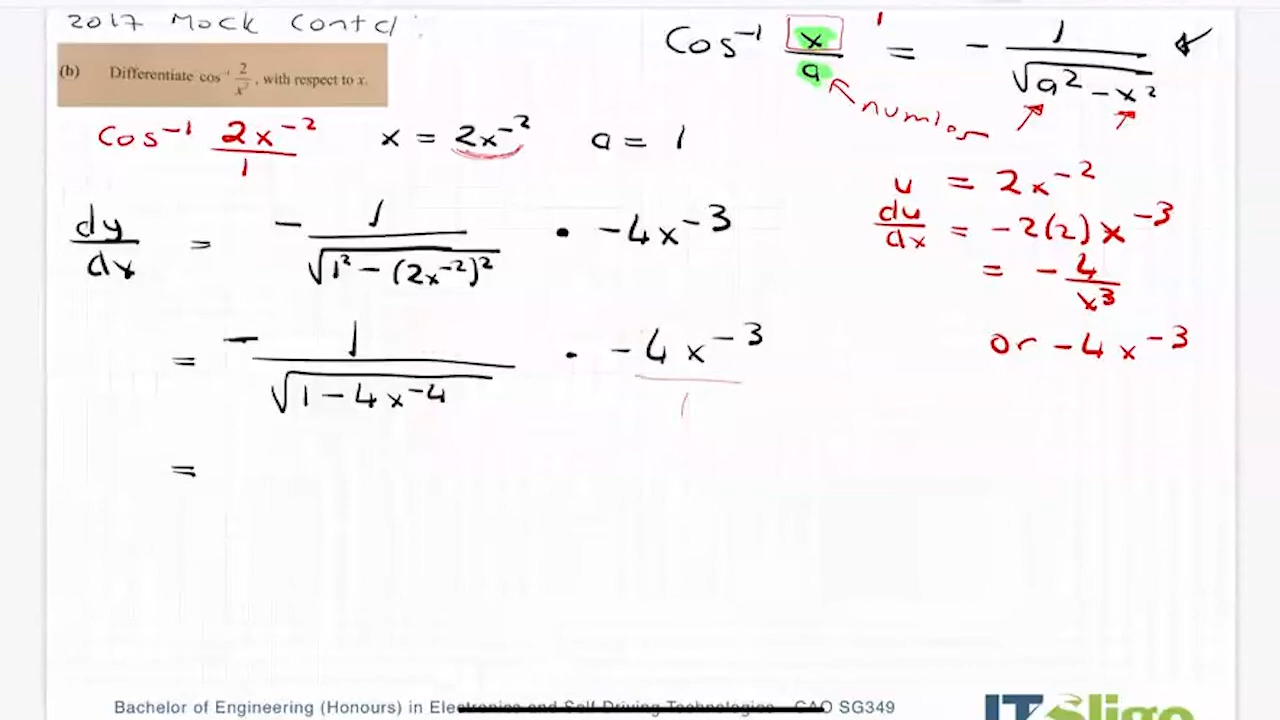 2017 Mock Contd:
(b) Differentiate cos⁻¹ 2/x², with respect to x.
Cos⁻¹ x/a ' = - 1/√(a² - x²)
number
Cos⁻¹ 2x⁻²/1   x = 2x⁻²   a = 1
u = 2x⁻²
dy/dx = - 1/√(1² - (2x⁻²)²) · -4x⁻³
du/dx = -2(2)x⁻³
= - 4/x³
= - 1/√(1 - 4x⁻⁴) · -4x⁻³/1
or -4x⁻³
=
Bachelor of Engineering (Honours) in Electronics and Self Driving Technologies - CAO SG349
IT Sligo